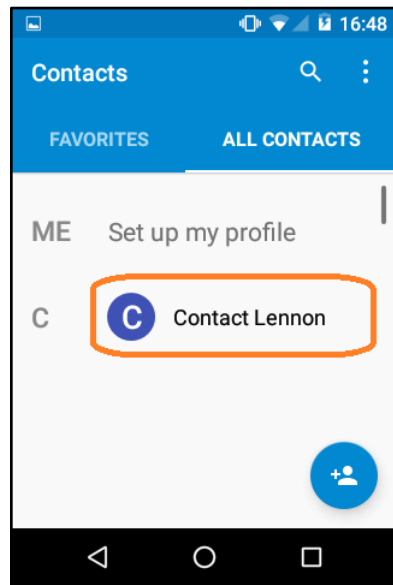 16:48
Contacts
FAVORITES ALL CONTACTS
ME Set up my profile
C C Contact Lennon